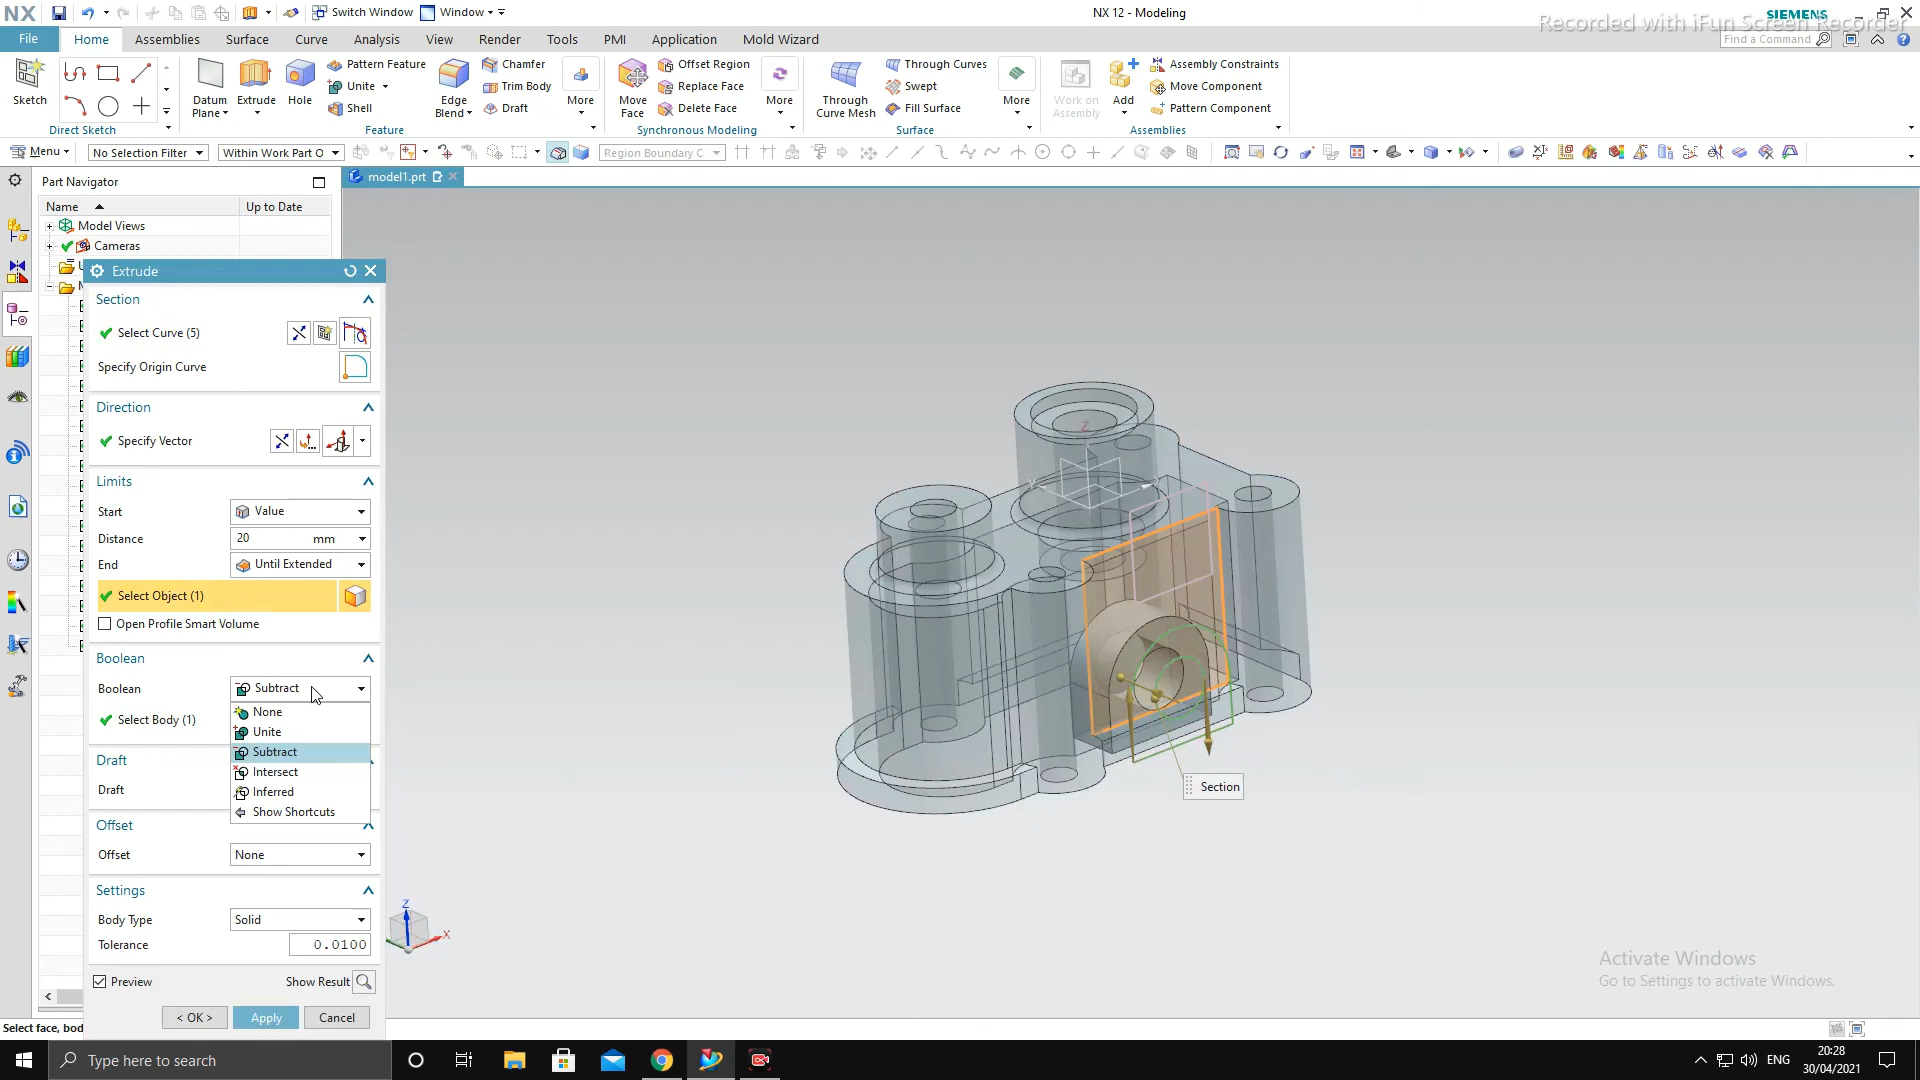 NX Switch Window Window NX 12 - Modeling SIEMENS
Recorded with iFun Screen Recorder
File Home Assemblies Surface Curve Analysis View Render Tools PMI Application Mold Wizard Find a Command
Pattern Feature Chamfer Offset Region Through Curves Assembly Constraints
Unite Trim Body Replace Face Swept Move Component
Sketch Datum Plane Extrude Hole Shell Edge Blend Draft More Move Face Delete Face More Through Curve Mesh Fill Surface More Work on Assembly Add Pattern Component
Direct Sketch Feature Synchronous Modeling Surface Assemblies
Menu No Selection Filter Within Work Part O Region Boundary C
Part Navigator model1.prt
Name Up to Date
Model Views
Cameras
Extrude
Section
Select Curve (5)
Specify Origin Curve
Direction
Specify Vector
Limits
Start Value
Distance 20 mm
End Until Extended
Select Object (1)
Open Profile Smart Volume
Boolean
Boolean Subtract
None
Select Body (1)
Unite
Subtract
Draft
Intersect
Draft Inferred
Show Shortcuts
Offset
Offset None
Settings
Body Type Solid
Tolerance 0.0100
Preview Show Result
< OK > Apply Cancel
Z
Y
Section
Z
X
Activate Windows
Go to Settings to activate Windows.
Select face, bod
Type here to search ENG 20:28
30/04/2021